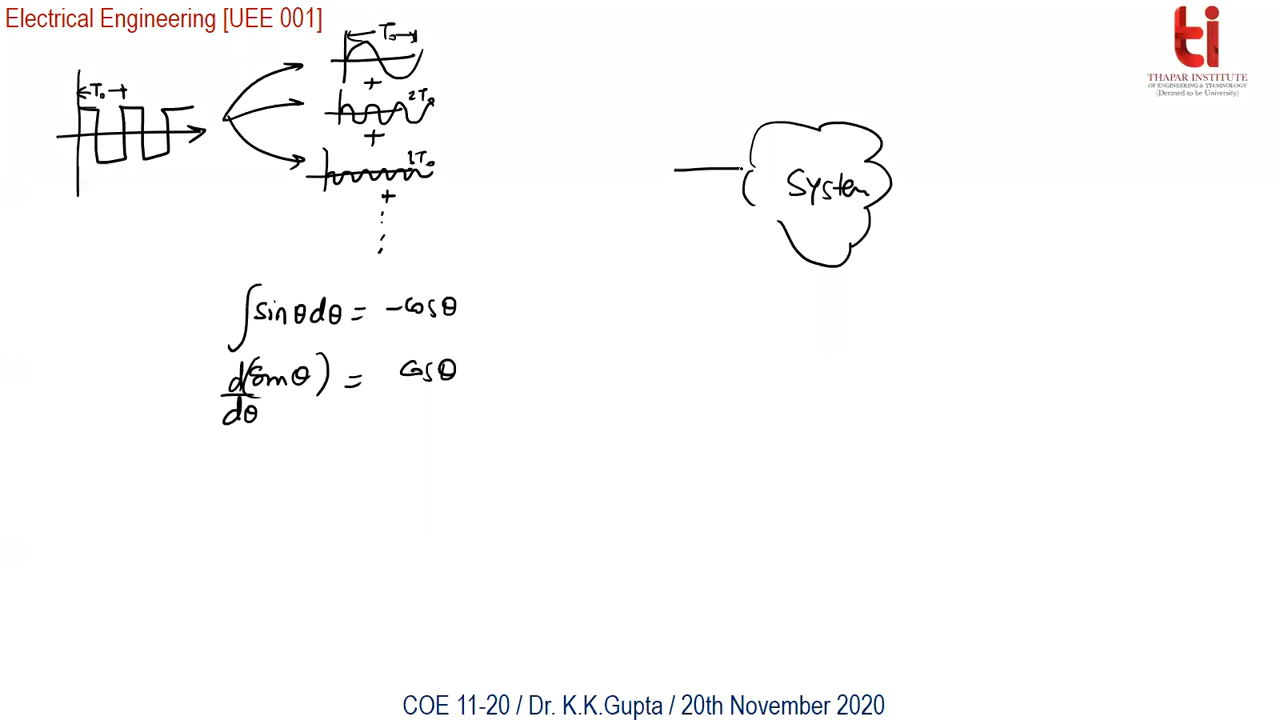 Electrical Engineering [UEE 001]
ti
THAPAR INSTITUTE
OF ENGINEERING & TECHNOLOGY
(Deemed to be University)
T₀
T₀
+
2T₀
+
+
System
∫sinθdθ = -cosθ
d(sinθ)/dθ = cosθ
COE 11-20 / Dr. K.K.Gupta / 20th November 2020